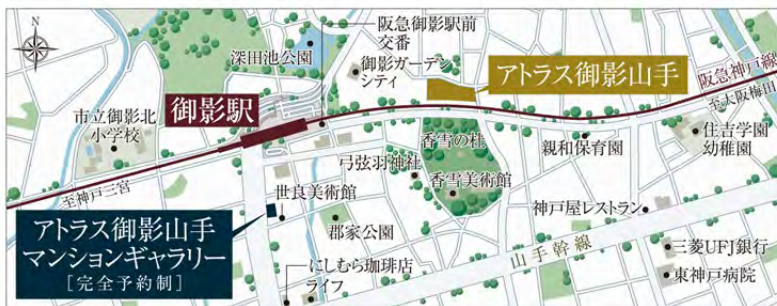 N
深田池公園
阪急御影駅前
交番
御影ガーデン
シティ
アトラス御影山手
阪急神戸線
至大阪梅田
市立御影北
小学校
御影駅
香雪の杜
親和保育園
住吉学園
幼稚園
弓弦羽神社
香雪美術館
至神戸三宮
世良美術館
アトラス御影山手
マンションギャラリー
[完全予約制]
郡家公園
神戸屋レストラン
山手幹線
三菱UFJ銀行
東神戸病院
にしむら珈琲店
ライフ